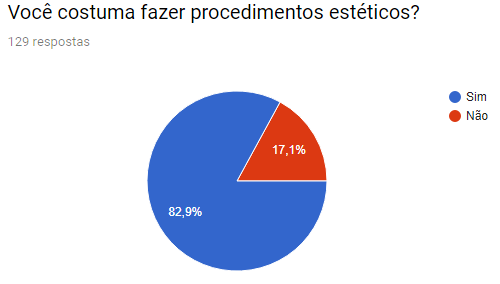 Você costuma fazer procedimentos estéticos?
129 respostas
Sim
Não
17,1%
82,9%